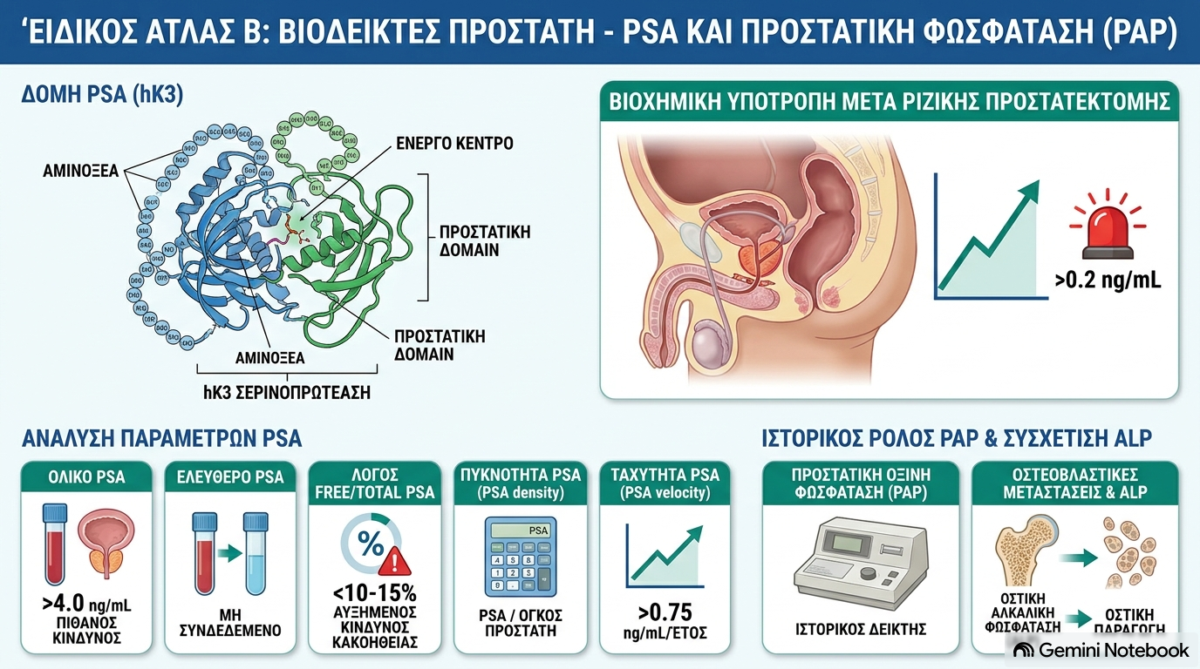 ‘ΕΙΔΙΚΟΣ ΑΤΛΑΣ Β: ΒΙΟΔΕΙΚΤΕΣ ΠΡΟΣΤΑΤΗ - PSA ΚΑΙ ΠΡΟΣΤΑΤΙΚΗ ΦΩΣΦΑΤΑΣΗ (PAP)
ΔΟΜΗ PSA (hK3)
ΑΜΙΝΟΞΕΑ
ΕΝΕΡΓΟ ΚΕΝΤΡΟ
ΠΡΟΣΤΑΤΙΚΗ
DOMAIN
ΠΡΟΣΤΑΤΙΚΗ
DOMAIN
ΑΜΙΝΟΞΕΑ
hK3 ΣΕΡΙΝΟΠΡΩΤΕΑΣΗ
ΒΙΟΧΗΜΙΚΗ ΥΠΟΤΡΟΠΗ ΜΕΤΑ ΡΙΖΙΚΗΣ ΠΡΟΣΤΑΤΕΚΤΟΜΗΣ
>0.2 ng/mL
ΑΝΑΛΥΣΗ ΠΑΡΑΜΕΤΡΩΝ PSA
ΟΛΙΚΟ PSA
>4.0 ng/mL
ΠΙΘΑΝΟΣ
ΚΙΝΔΥΝΟΣ
ΕΛΕΥΘΕΡΟ PSA
ΜΗ
ΣΥΝΔΕΔΕΜΕΝΟ
ΛΟΓΟΣ
FREE/TOTAL PSA
%
<10-15%
ΑΥΞΗΜΕΝΟΣ
ΚΙΝΔΥΝΟΣ
ΚΑΚΟΗΘΕΙΑΣ
ΠΥΚΝΟΤΗΤΑ PSA
(PSA density)
PSA
PSA / ΟΓΚΟΣ
ΠΡΟΣΤΑΤΗ
ΤΑΧΥΤΗΤΑ PSA
(PSA velocity)
>0.75
ng/mL/ΕΤΟΣ
ΙΣΤΟΡΙΚΟΣ ΡΟΛΟΣ PAP & ΣΥΣΧΕΤΙΣΗ ALP
ΠΡΟΣΤΑΤΙΚΗ ΟΞΙΝΗ
ΦΩΣΦΑΤΑΣΗ (PAP)
ΙΣΤΟΡΙΚΟΣ ΔΕΙΚΤΗΣ
ΟΣΤΕΟΒΛΑΣΤΙΚΕΣ
ΜΕΤΑΣΤΑΣΕΙΣ & ALP
ΟΣΤΙΚΗ
ΑΛΚΑΛΙΚΗ
ΦΩΣΦΑΤΑΣΗ
ΟΣΤΙΚΗ
ΠΑΡΑΓΩΓΗ
Gemini Notebook